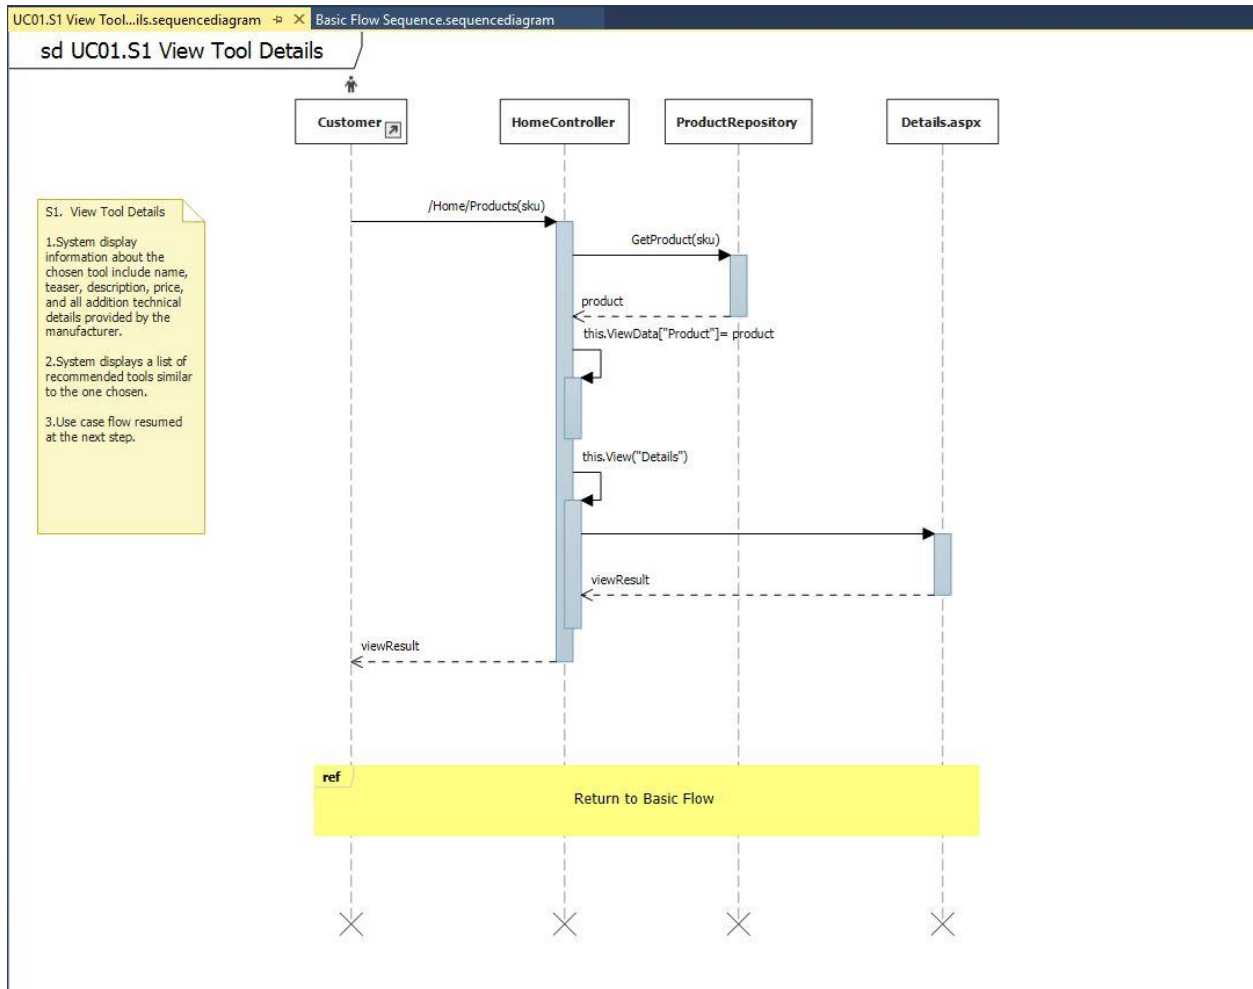 UC01.S1 View Tool...ils.sequencediagram
Basic Flow Sequence.sequencediagram
sd UC01.S1 View Tool Details
Customer
HomeController
ProductRepository
Details.aspx
S1. View Tool Details
1.System display
information about the
chosen tool include name,
teaser, description, price,
and all addition technical
details provided by the
manufacturer.
2.System displays a list of
recommended tools similar
to the one chosen.
3.Use case flow resumed
at the next step.
/Home/Products(sku)
GetProduct(sku)
product
this.ViewData["Product"]= product
this.View("Details")
viewResult
viewResult
ref
Return to Basic Flow